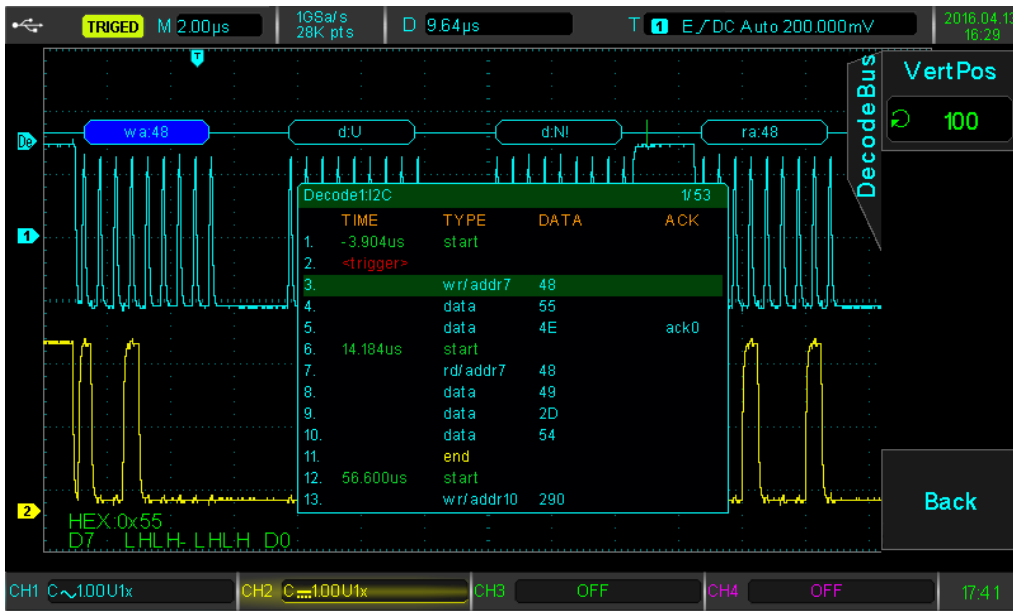 TRIGED M 2.00μs 1GSa/s 28K pts D 9.64μs T 1 E DC Auto 200.000mV 2016.04.13 16:29
T
VertPos
100
DecodeBus
De wa:48 d:U d:N! ra:48
Decode1:I2C 1/53
TIME TYPE DATA ACK
1. -3.904us start
2. <trigger>
3. wr/addr7 48
4. data 55
5. data 4E ack0
6. 14.184us start
7. rd/addr7 48
8. data 49
9. data 2D
10. data 54
11. end
12. 56.600us start
13. wr/addr10 290
1
2
HEX:0x55
D7 LHLH- LHLH D0
Back
CH1 C 1.00U1x CH2 C 1.00U1x CH3 OFF CH4 OFF 17:41